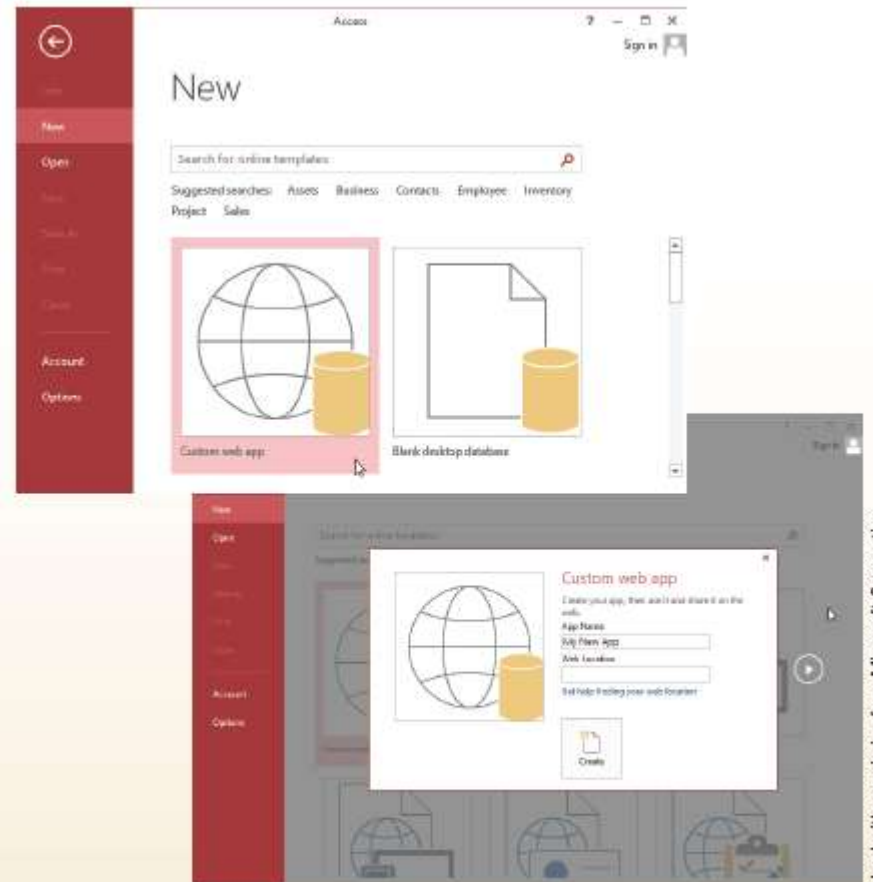 Access
?
Sign in
New
New
Open
Account
Options
Search for online templates
Suggested searches: Assets Business Contacts Employee Inventory
Project Sales
Custom web app
Blank desktop database
Sign in
New
Open
Account
Options
Custom web app
Create your app, then use it and share it on the
web.
App Name
My New App
Web Location
Get help finding your web location
Create